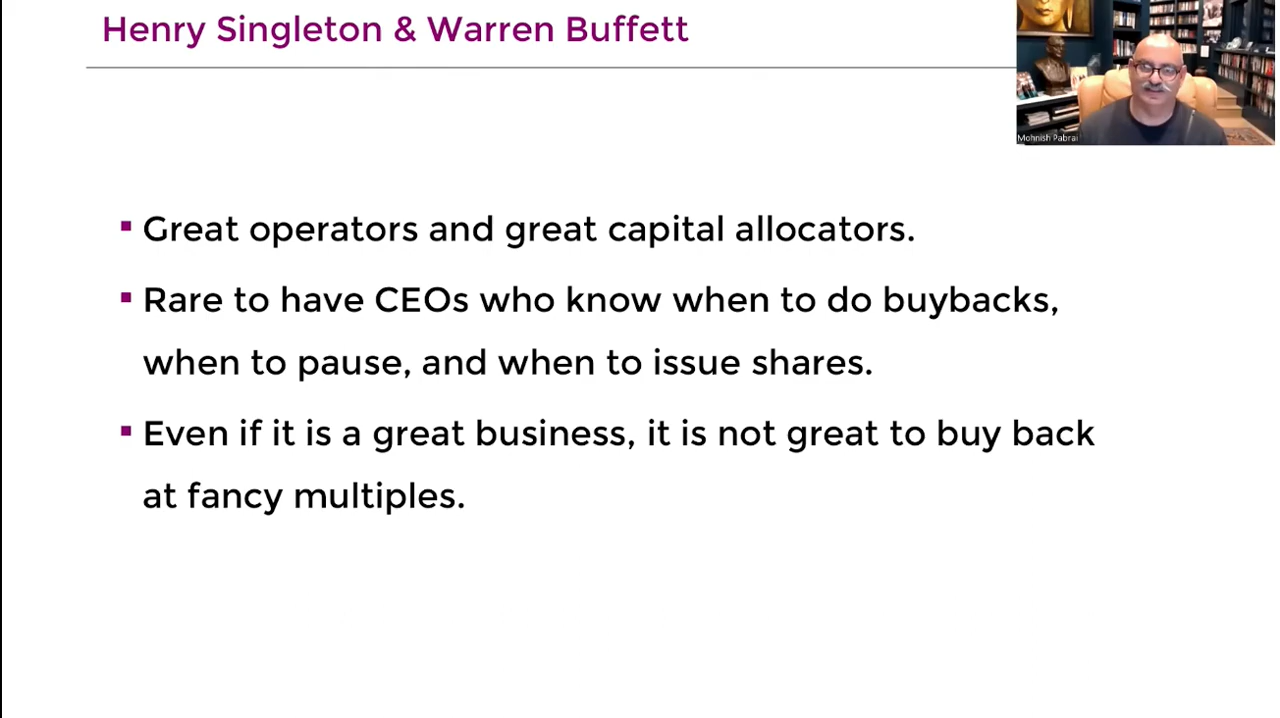 Henry Singleton & Warren Buffett
Mohnish Pabrai
▪ Great operators and great capital allocators.
▪ Rare to have CEOs who know when to do buybacks,
when to pause, and when to issue shares.
▪ Even if it is a great business, it is not great to buy back
at fancy multiples.